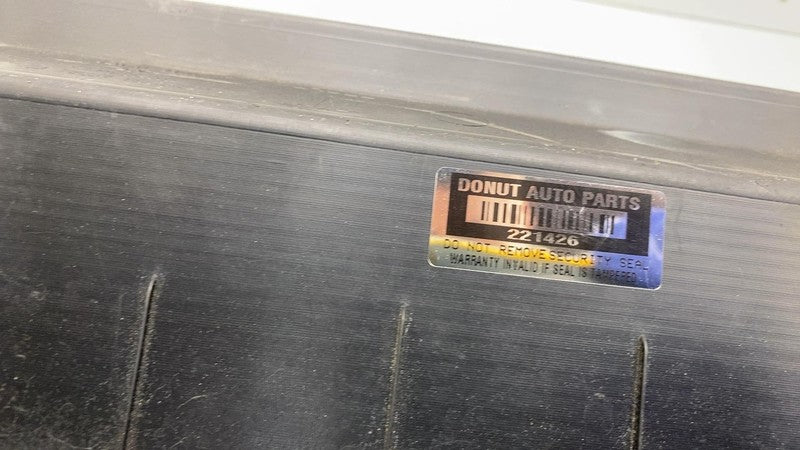 DONUT AUTO PARTS
221426
DO NOT REMOVE SECURITY SEAL
WARRANTY INVALID IF SEAL IS TAMPERED